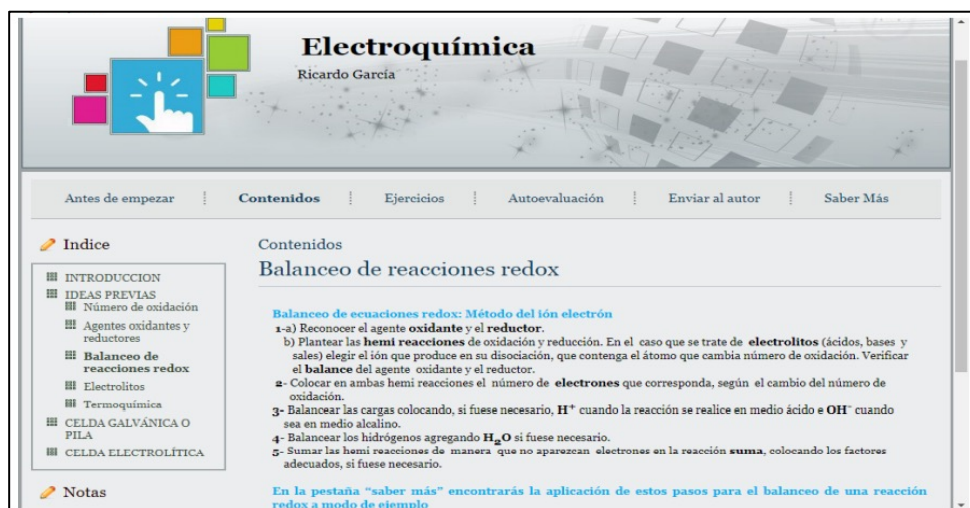 Electroquímica
Ricardo García
Antes de empezar
Contenidos
Ejercicios
Autoevaluación
Enviar al autor
Saber Más
Indice
INTRODUCCION
IDEAS PREVIAS
Número de oxidación
Agentes oxidantes y
reductores
Balanceo de
reacciones redox
Electrolitos
Termoquímica
CELDA GALVÁNICA O
PILA
CELDA ELECTROLÍTICA
Notas
Contenidos
Balanceo de reacciones redox
Balanceo de ecuaciones redox: Método del ión electrón
1-a) Reconocer el agente oxidante y el reductor.
b) Plantear las hemi reacciones de oxidación y reducción. En el caso que se trate de electrolitos (ácidos, bases y
sales) elegir el ión que produce en su disociación, que contenga el átomo que cambia número de oxidación. Verificar
el balance del agente oxidante y el reductor.
2- Colocar en ambas hemi reacciones el número de electrones que corresponda, según el cambio del número de
oxidación.
3- Balancear las cargas colocando, si fuese necesario, H⁺ cuando la reacción se realice en medio ácido e OH⁻ cuando
sea en medio alcalino.
4- Balancear los hidrógenos agregando H₂O si fuese necesario.
5- Sumar las hemi reacciones de manera que no aparezcan electrones en la reacción suma, colocando los factores
adecuados, si fuese necesario.
En la pestaña “saber más” encontrarás la aplicación de estos pasos para el balanceo de una reacción
redox a modo de ejemplo